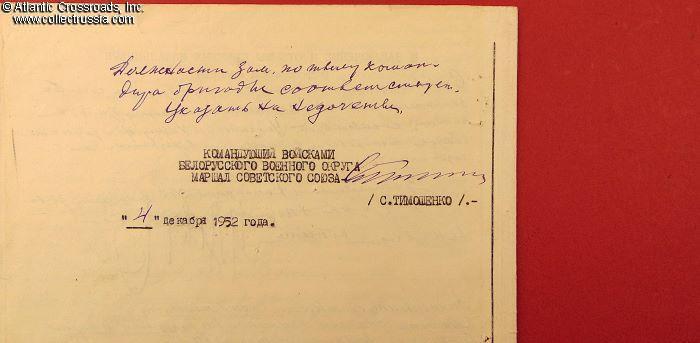 © Atlantic Crossroads, Inc.
www.collectrussia.com
Должности Зам. по тылу коман-
дира бригады соответствует.
Указать на недочеты.
КОМАНДУЮЩИЙ ВОЙСКАМИ
БЕЛОРУССКОГО ВОЕННОГО ОКРУГА
МАРШАЛ СОВЕТСКОГО СОЮЗА
/ С.ТИМОШЕНКО /.-
"4" декабря 1952 года.